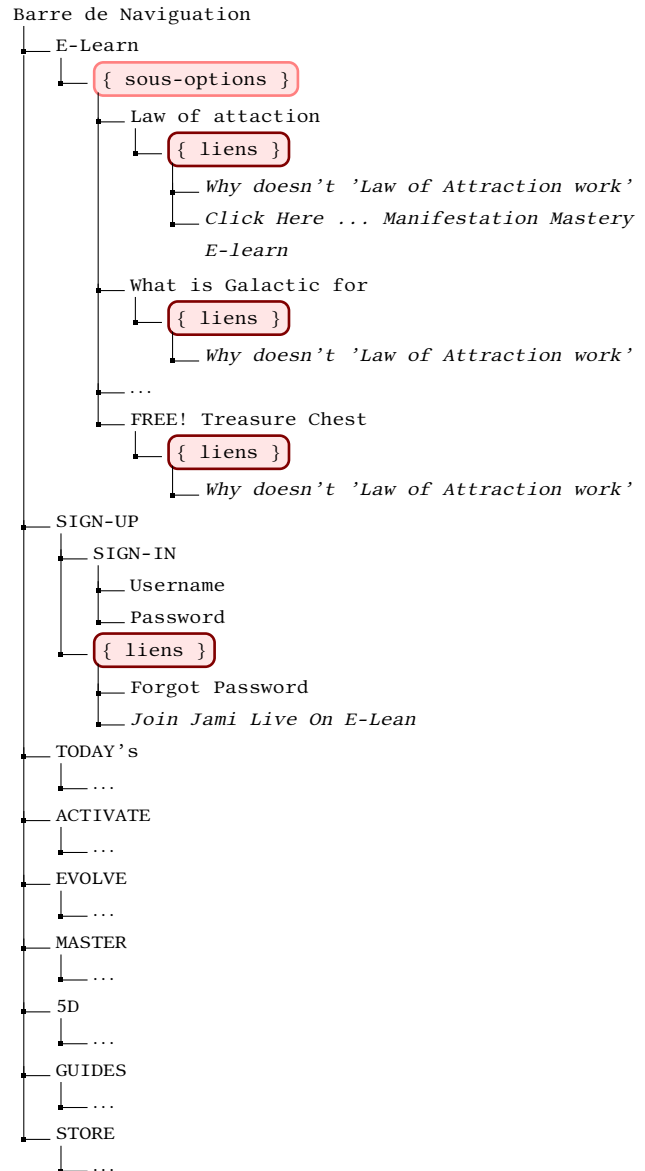 Barre de Naviguation
E-Learn
{ sous-options }
Law of attaction
{ liens }
Why doesn't 'Law of Attraction work'
Click Here ... Manifestation Mastery
E-learn
What is Galactic for
{ liens }
Why doesn't 'Law of Attraction work'
...
FREE! Treasure Chest
{ liens }
Why doesn't 'Law of Attraction work'
SIGN-UP
SIGN-IN
Username
Password
{ liens }
Forgot Password
Join Jami Live On E-Lean
TODAY's
...
ACTIVATE
...
EVOLVE
...
MASTER
...
5D
...
GUIDES
...
STORE
...